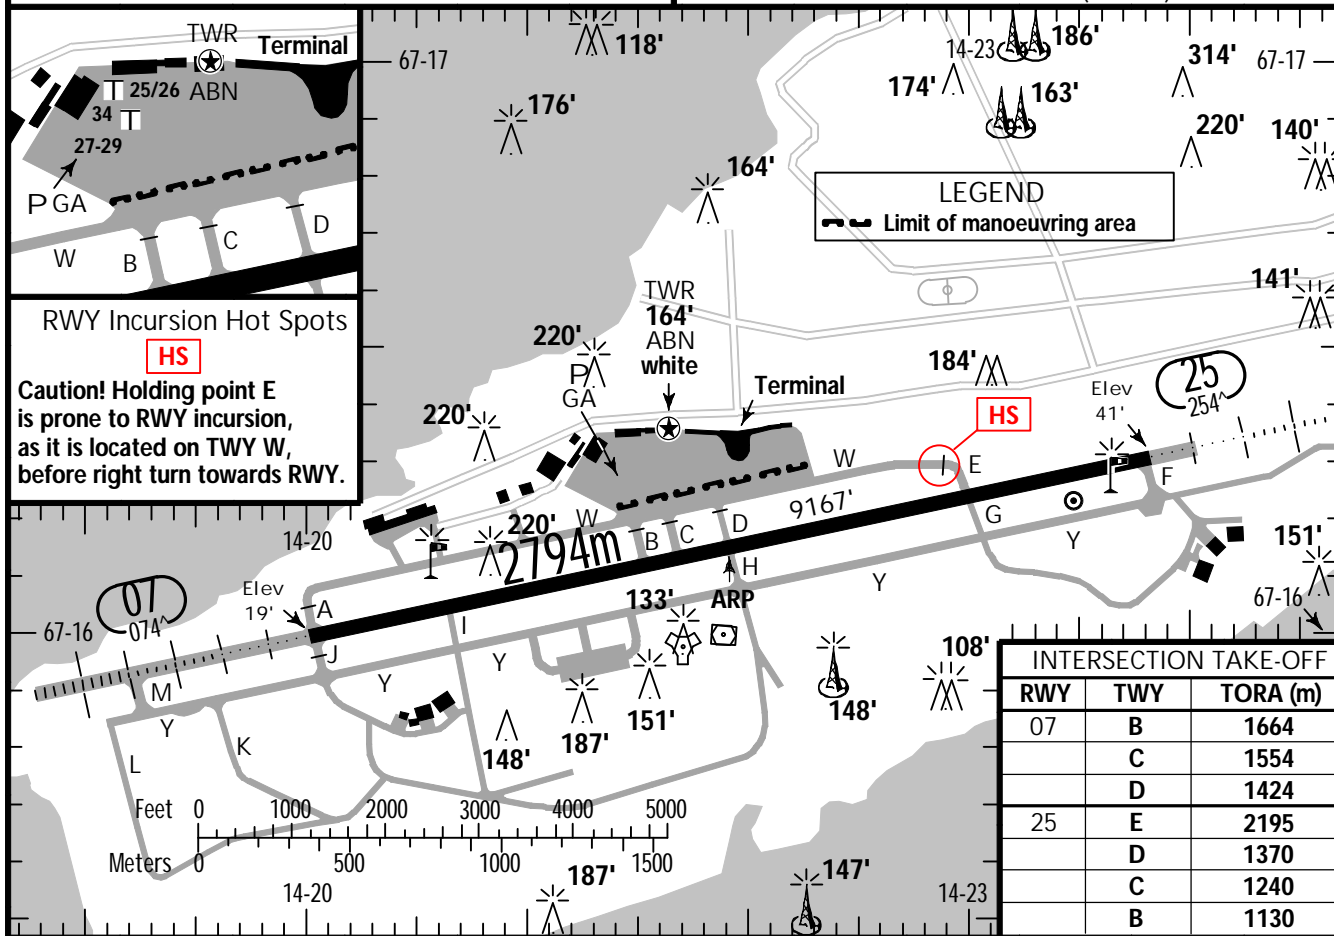 TWR
Terminal
ABN
25/26
34
27-29
P GA
W
B
C
D
RWY Incursion Hot Spots
HS
Caution! Holding point E
is prone to RWY incursion,
as it is located on TWY W,
before right turn towards RWY.
67-17
118'
176'
164'
14-23
186'
174'
163'
314'
67-17
220'
140'
LEGEND
Limit of manoeuvring area
141'
TWR
164'
ABN
white
220'
P
GA
220'
Terminal
184'
HS
Elev
41'
25
254^
W
E
F
9167'
G
Y
Y
W
B
C
D
H
220'
2794m
14-20
07
074^
Elev
19'
67-16
A
J
I
133'
ARP
151'
67-16
M
Y
Y
Y
L
K
148'
187'
151'
148'
108'
Feet 0 1000 2000 3000 4000 5000
Meters 0 500 1000 1500
14-20
187'
147'
14-23
INTERSECTION TAKE-OFF
RWY TWY TORA (m)
07 B 1664
C 1554
D 1424
25 E 2195
D 1370
C 1240
B 1130